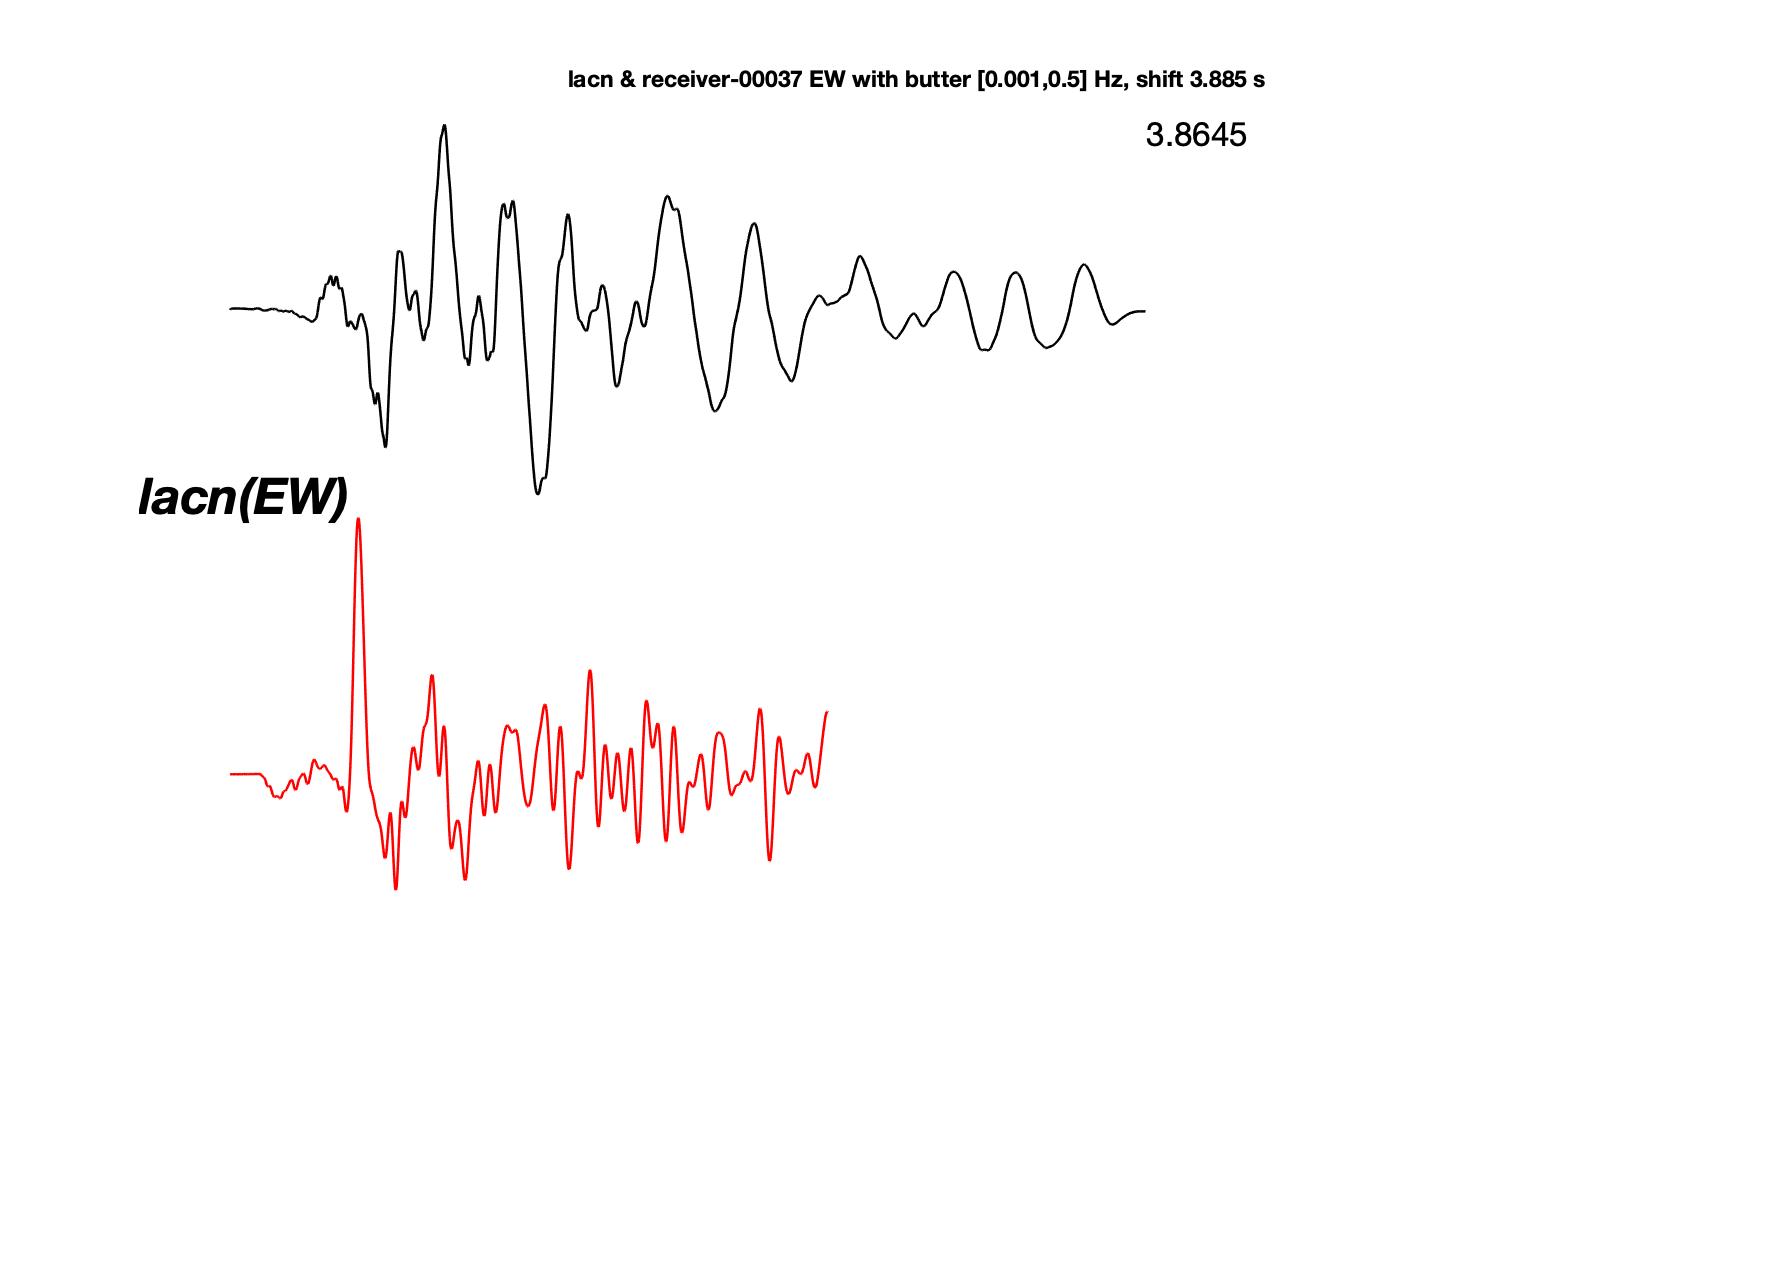 lacn & receiver-00037 EW with butter [0.001,0.5] Hz, shift 3.885 s
3.8645
lacn(EW)